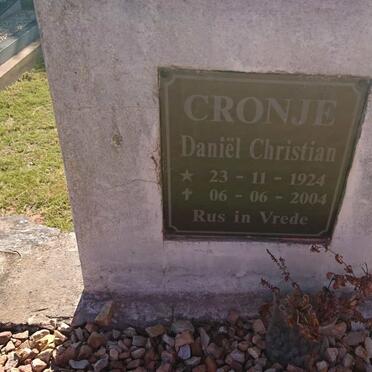 CRONJE
Daniël Christian
★ 23 - 11 - 1924
✝ 06 - 06 - 2004
Rus in Vrede